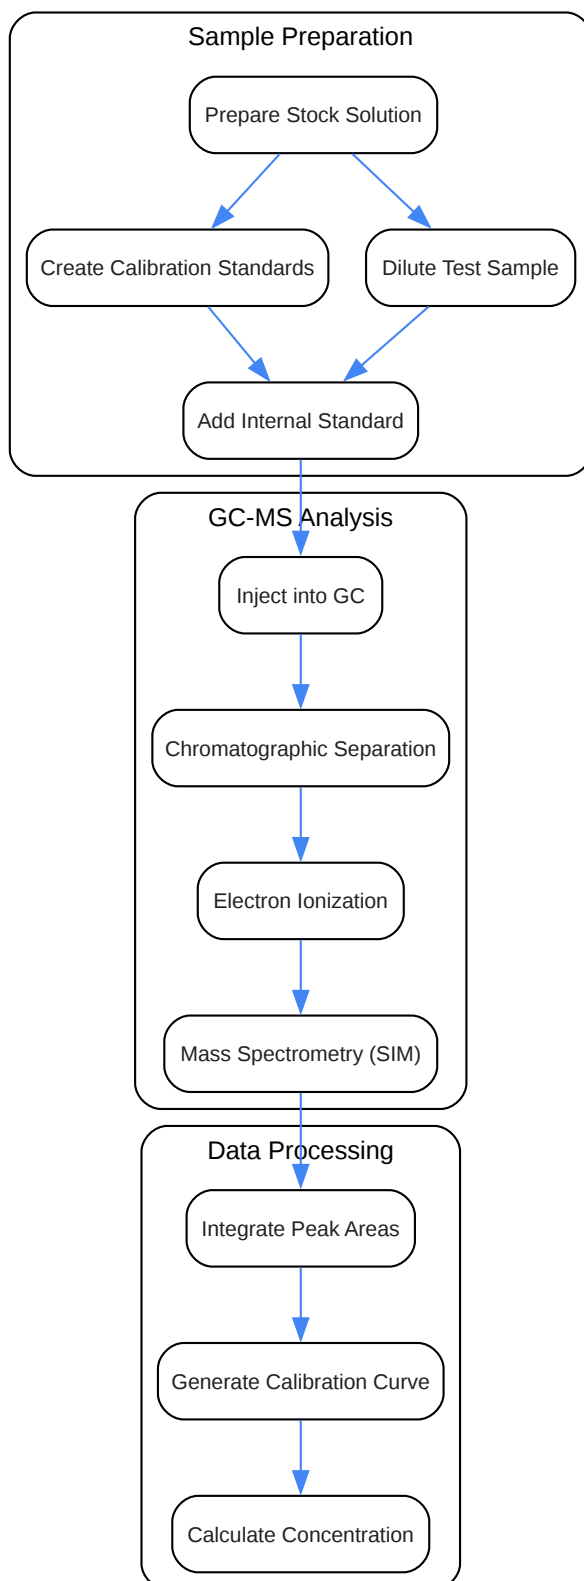 Sample Preparation
Prepare Stock Solution
Create Calibration Standards
Dilute Test Sample
Add Internal Standard
GC-MS Analysis
Inject into GC
Chromatographic Separation
Electron Ionization
Mass Spectrometry (SIM)
Data Processing
Integrate Peak Areas
Generate Calibration Curve
Calculate Concentration